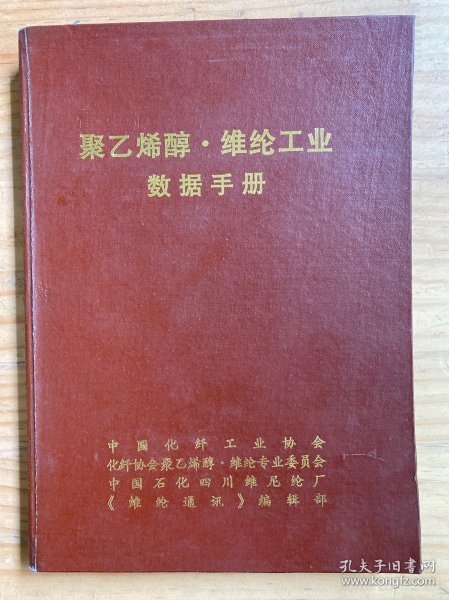 聚乙烯醇·维纶工业
数据手册
中国化纤工业协会
化纤协会聚乙烯醇·维纶专业委员会
中国石化四川维尼纶厂
《维纶通讯》编辑部
孔夫子旧书网
www.kongfz.com